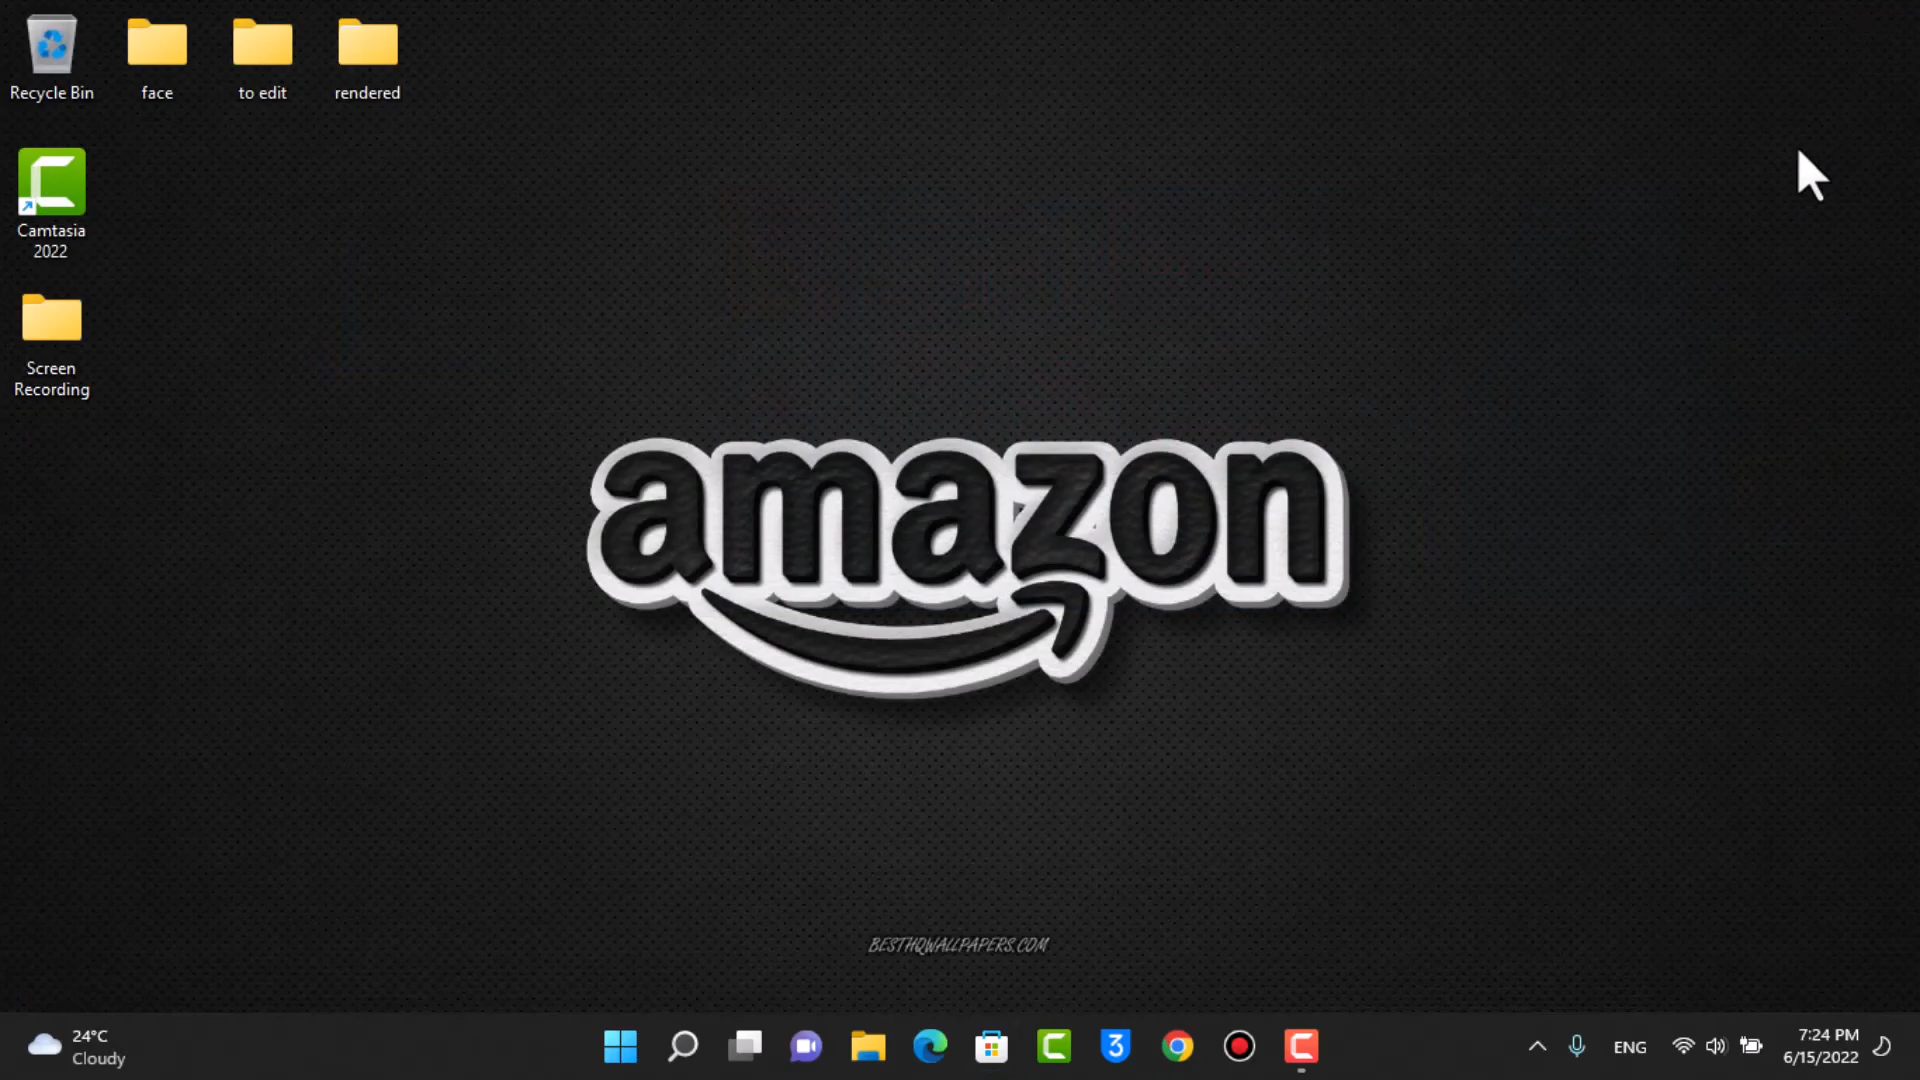 Recycle Bin
face
to edit
rendered
Camtasia
2022
Screen
Recording
amazon
BESTHQWALLPAPERS.COM
24°C
Cloudy
3
ENG
7:24 PM
6/15/2022